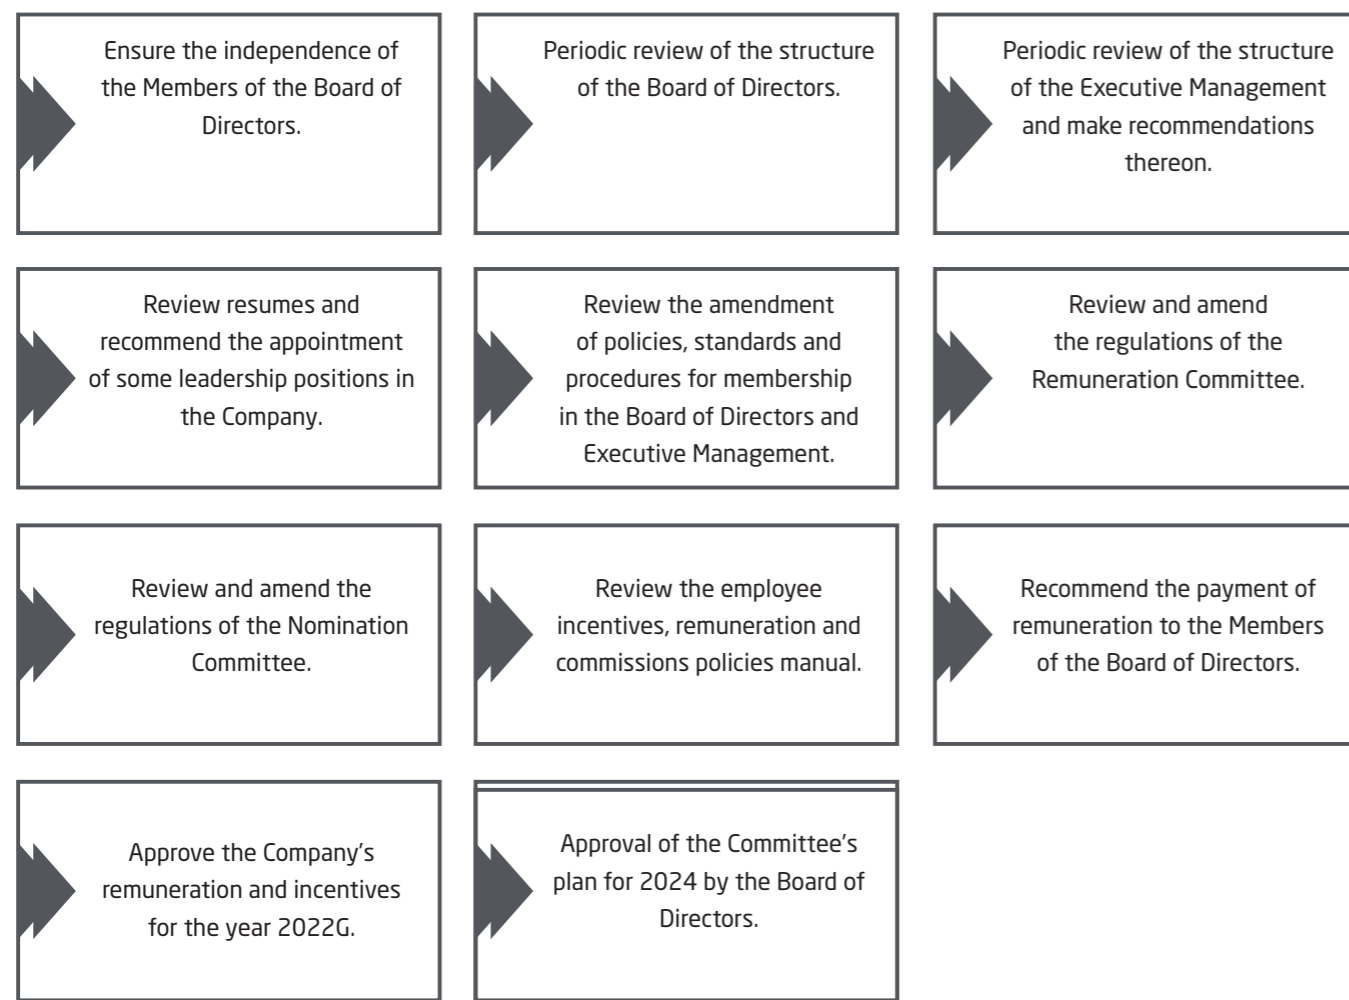 Ensure the independence of
the Members of the Board of
Directors.
Periodic review of the structure
of the Board of Directors.
Periodic review of the structure
of the Executive Management
and make recommendations
thereon.
Review resumes and
recommend the appointment
of some leadership positions in
the Company.
Review the amendment
of policies, standards and
procedures for membership
in the Board of Directors and
Executive Management.
Review and amend
the regulations of the
Remuneration Committee.
Review and amend the
regulations of the Nomination
Committee.
Review the employee
incentives, remuneration and
commissions policies manual.
Recommend the payment of
remuneration to the Members
of the Board of Directors.
Approve the Company’s
remuneration and incentives
for the year 2022G.
Approval of the Committee’s
plan for 2024 by the Board of
Directors.